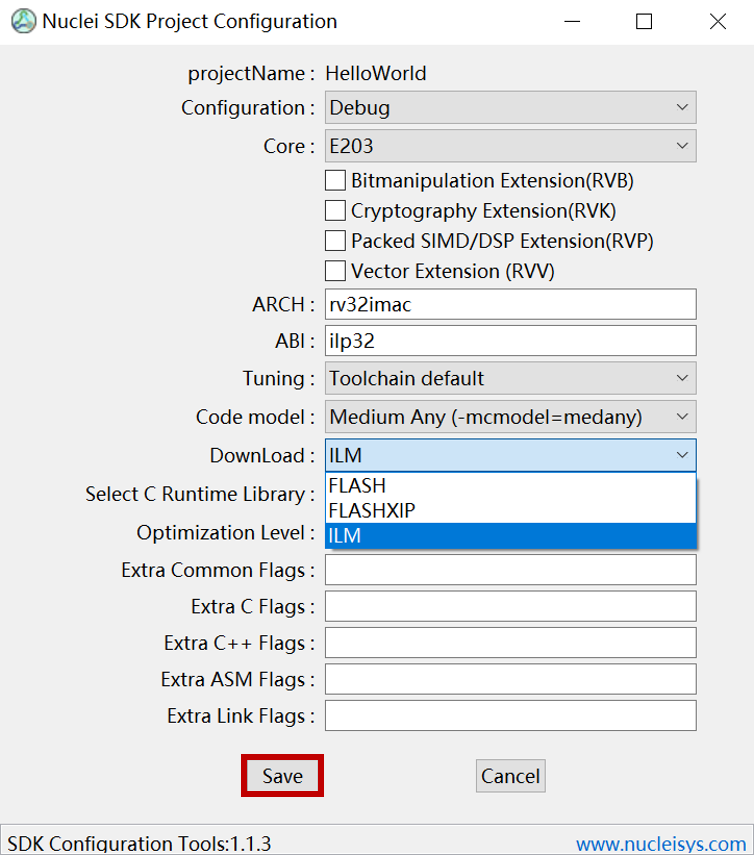 Nuclei SDK Project Configuration
projectName : HelloWorld
Configuration : Debug
Core : E203
Bitmanipulation Extension(RVB)
Cryptography Extension(RVK)
Packed SIMD/DSP Extension(RVP)
Vector Extension (RVV)
ARCH : rv32imac
ABI : ilp32
Tuning : Toolchain default
Code model : Medium Any (-mcmodel=medany)
DownLoad : ILM
Select C Runtime Library : FLASH
FLASHXIP
Optimization Level : ILM
Extra Common Flags :
Extra C Flags :
Extra C++ Flags :
Extra ASM Flags :
Extra Link Flags :
Save Cancel
SDK Configuration Tools:1.1.3 www.nucleisys.com